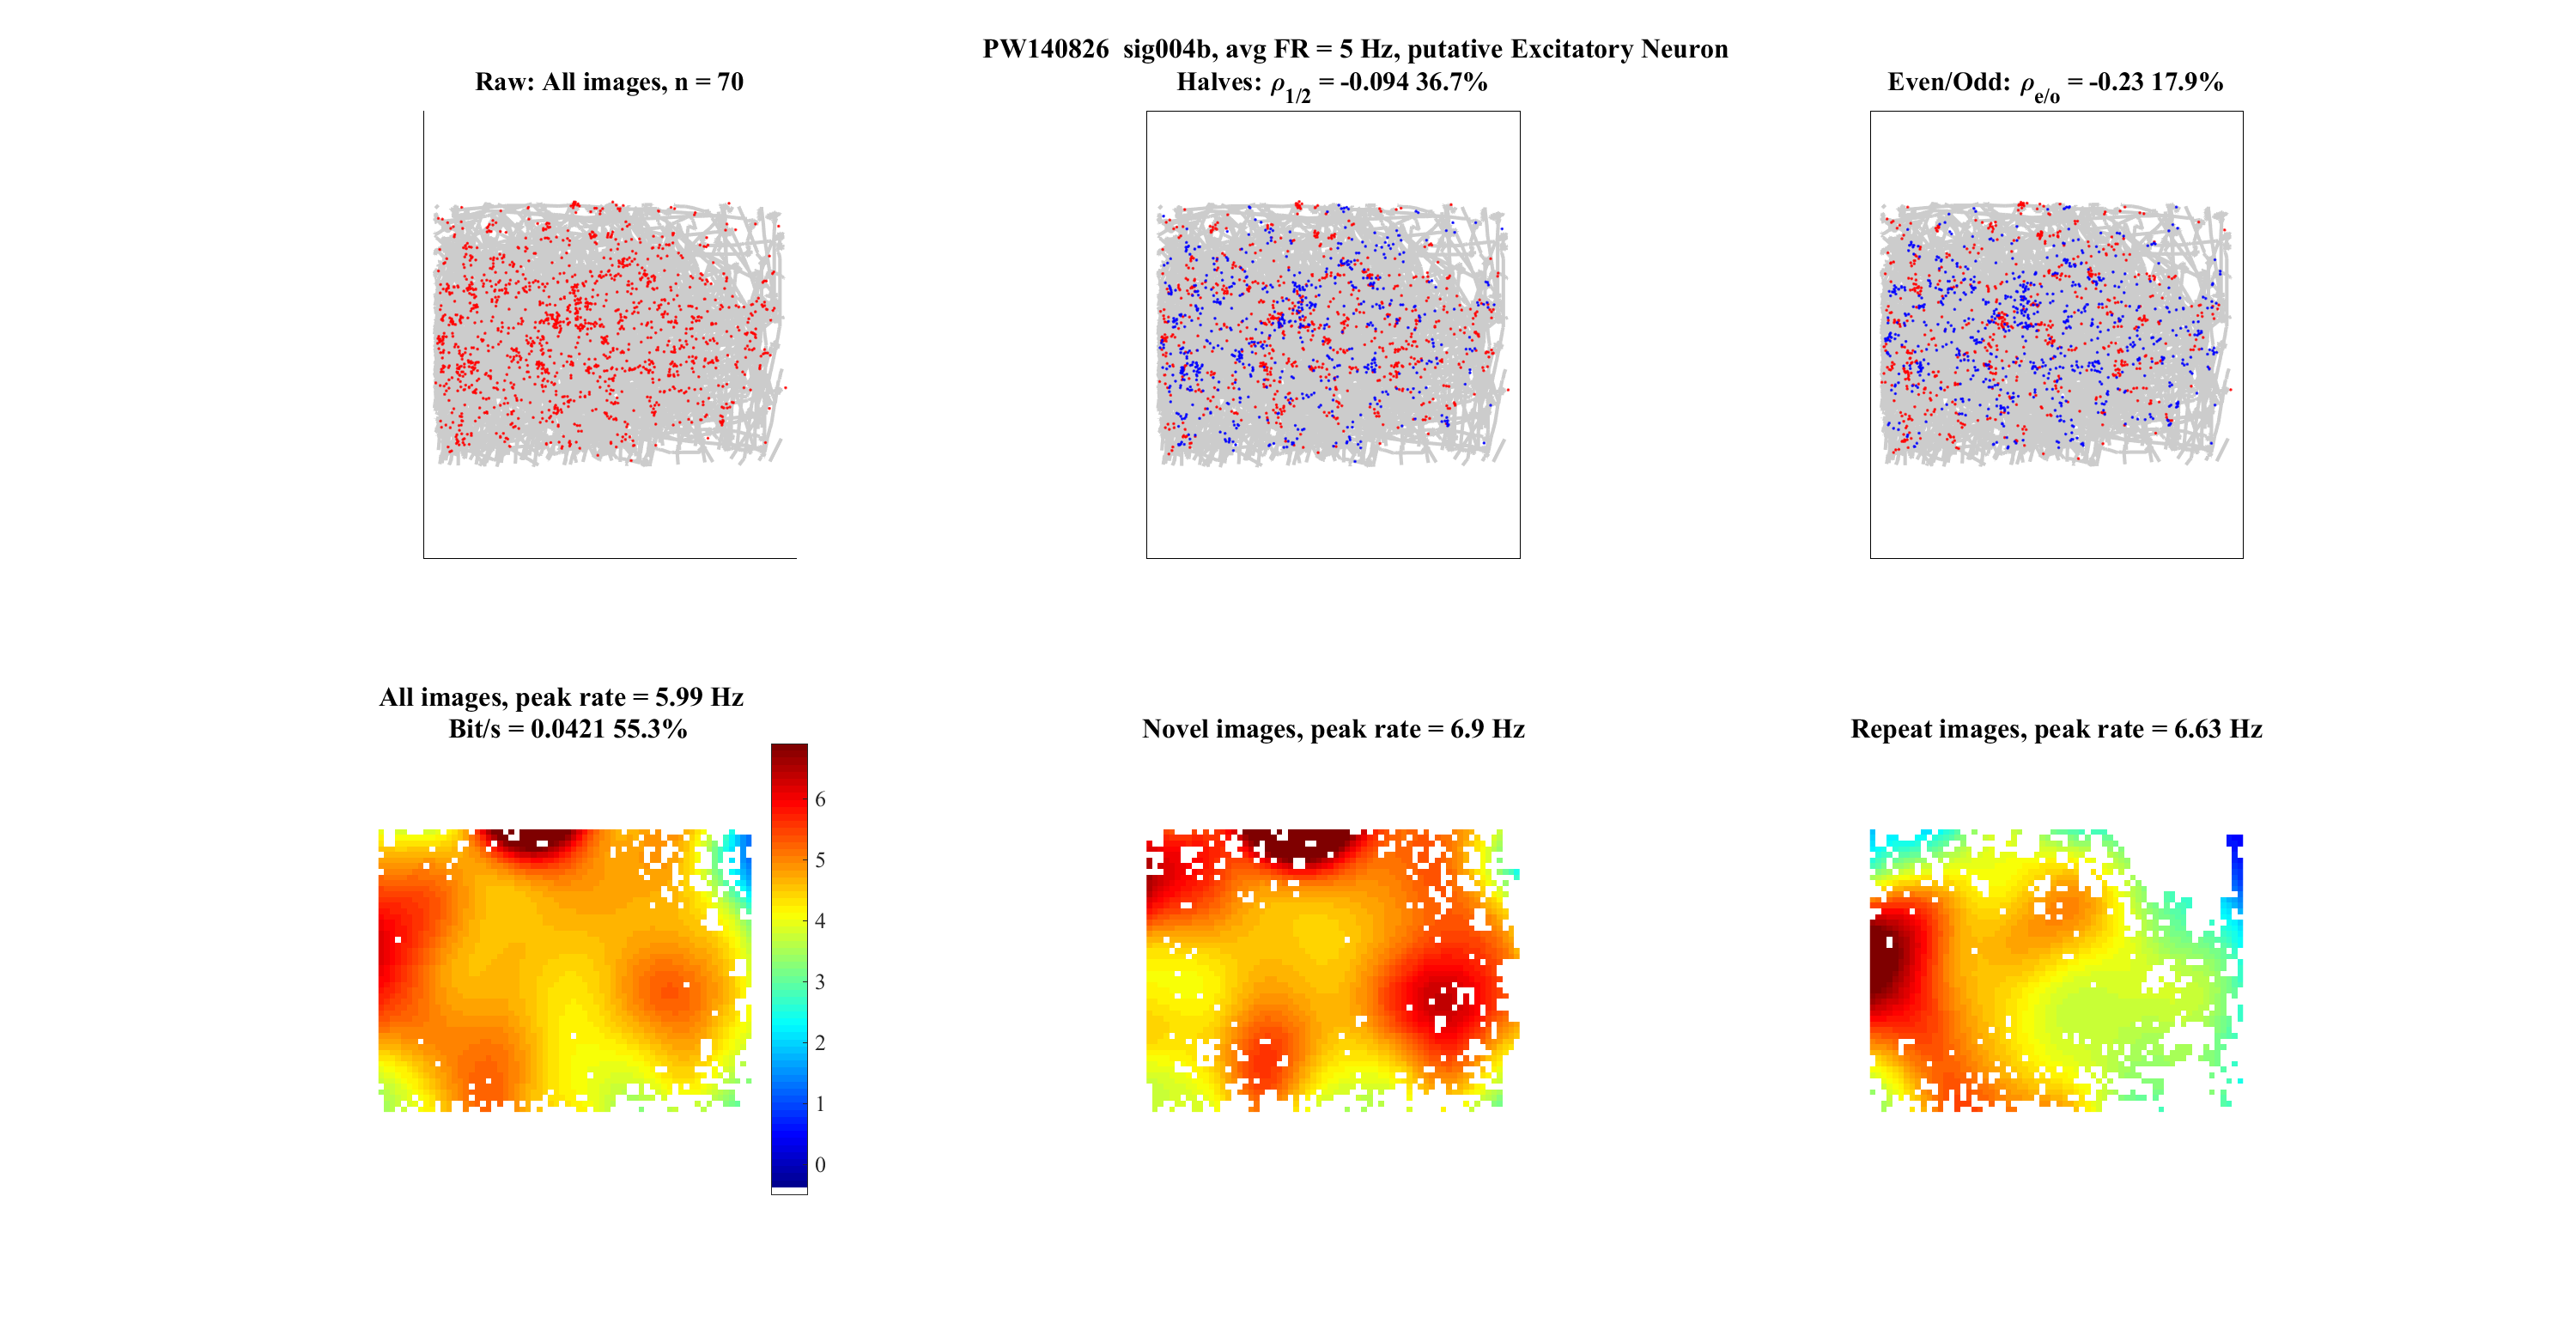 PW140826  sig004b, avg FR = 5 Hz, putative Excitatory Neuron
Raw: All images, n = 70
Halves: ρ1/2 = -0.094 36.7%
Even/Odd: ρe/o = -0.23 17.9%
All images, peak rate = 5.99 Hz
Bit/s = 0.0421 55.3%
Novel images, peak rate = 6.9 Hz
Repeat images, peak rate = 6.63 Hz
6
5
4
3
2
1
0